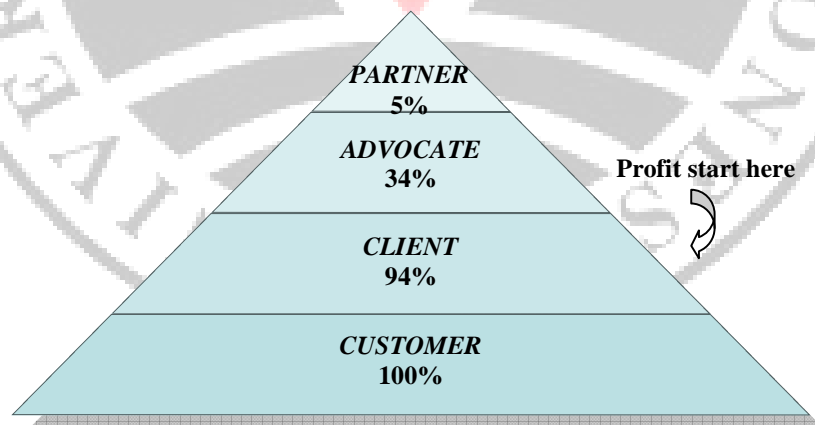 PARTNER
5%
ADVOCATE
34%
Profit start here
CLIENT
94%
CUSTOMER
100%